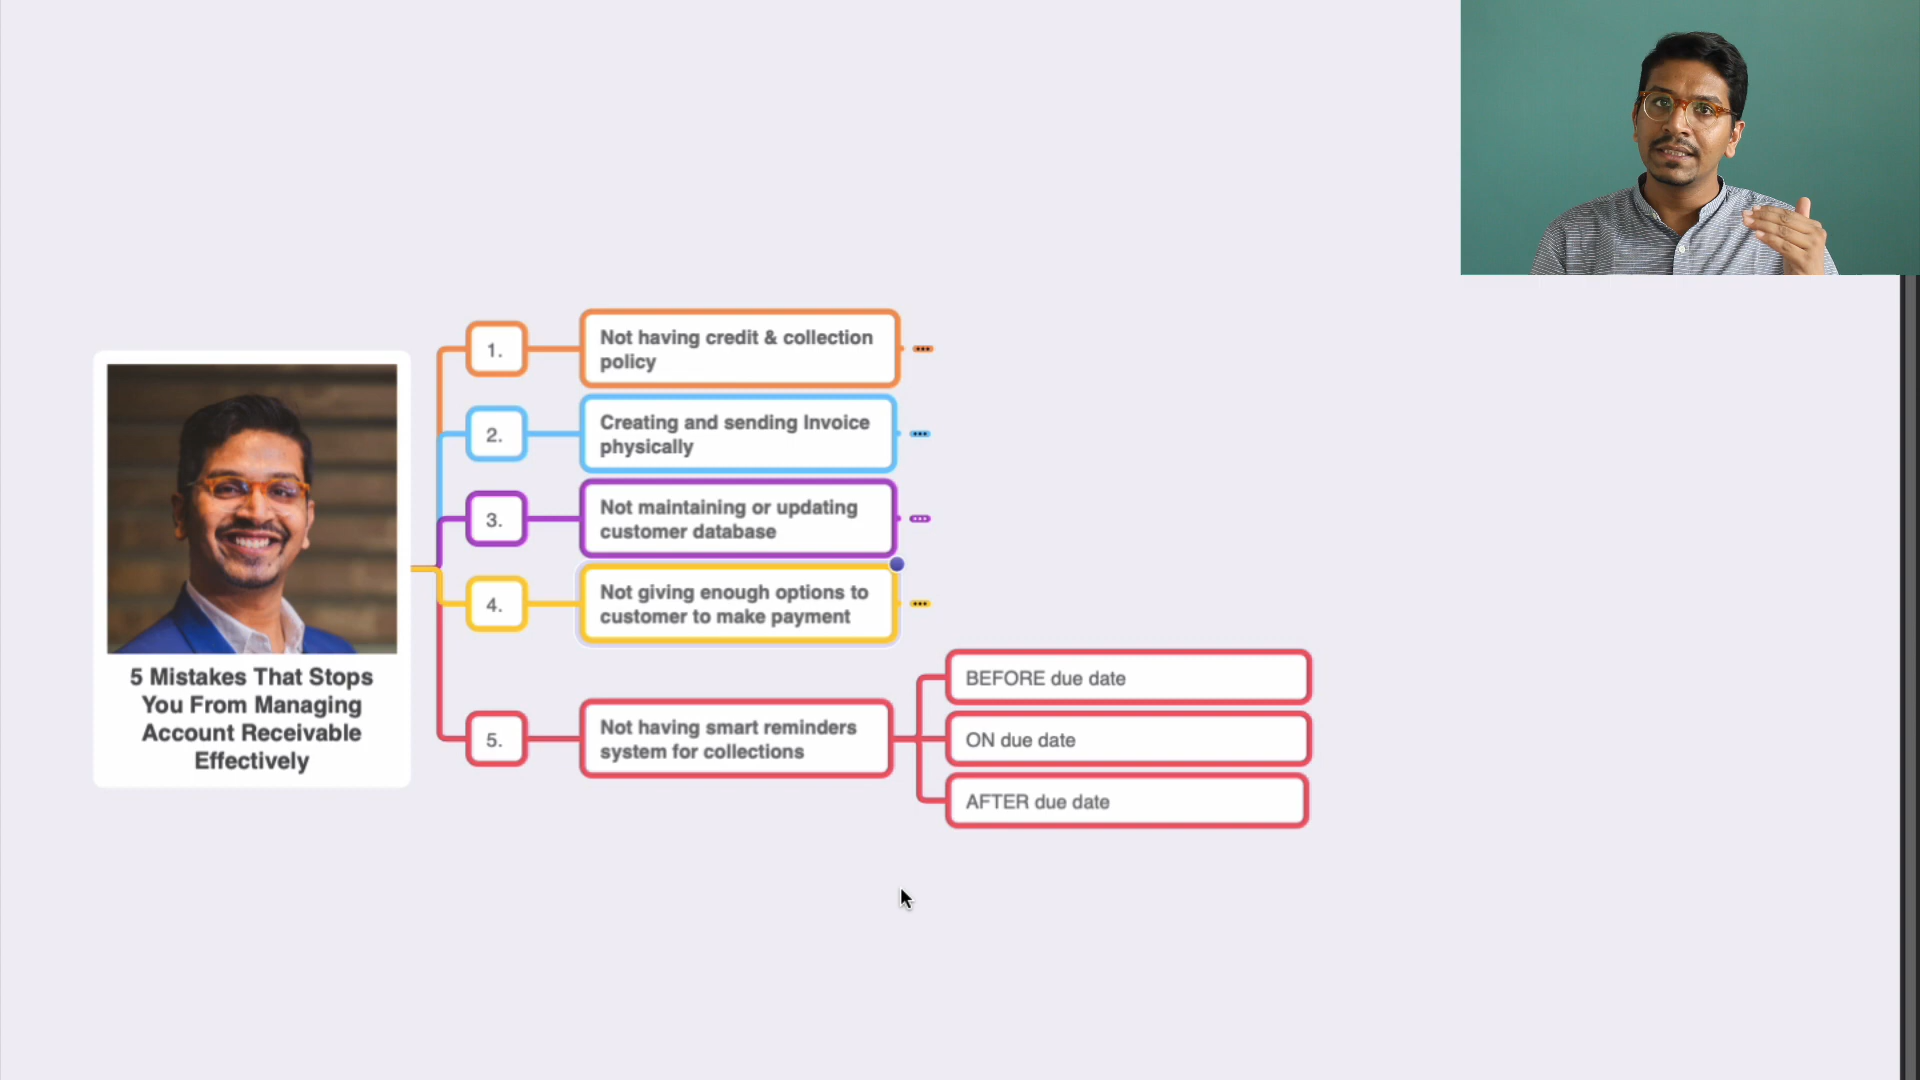 5 Mistakes That Stops
You From Managing
Account Receivable
Effectively
1.
Not having credit & collection
policy
2.
Creating and sending Invoice
physically
3.
Not maintaining or updating
customer database
4.
Not giving enough options to
customer to make payment
5.
Not having smart reminders
system for collections
BEFORE due date
ON due date
AFTER due date